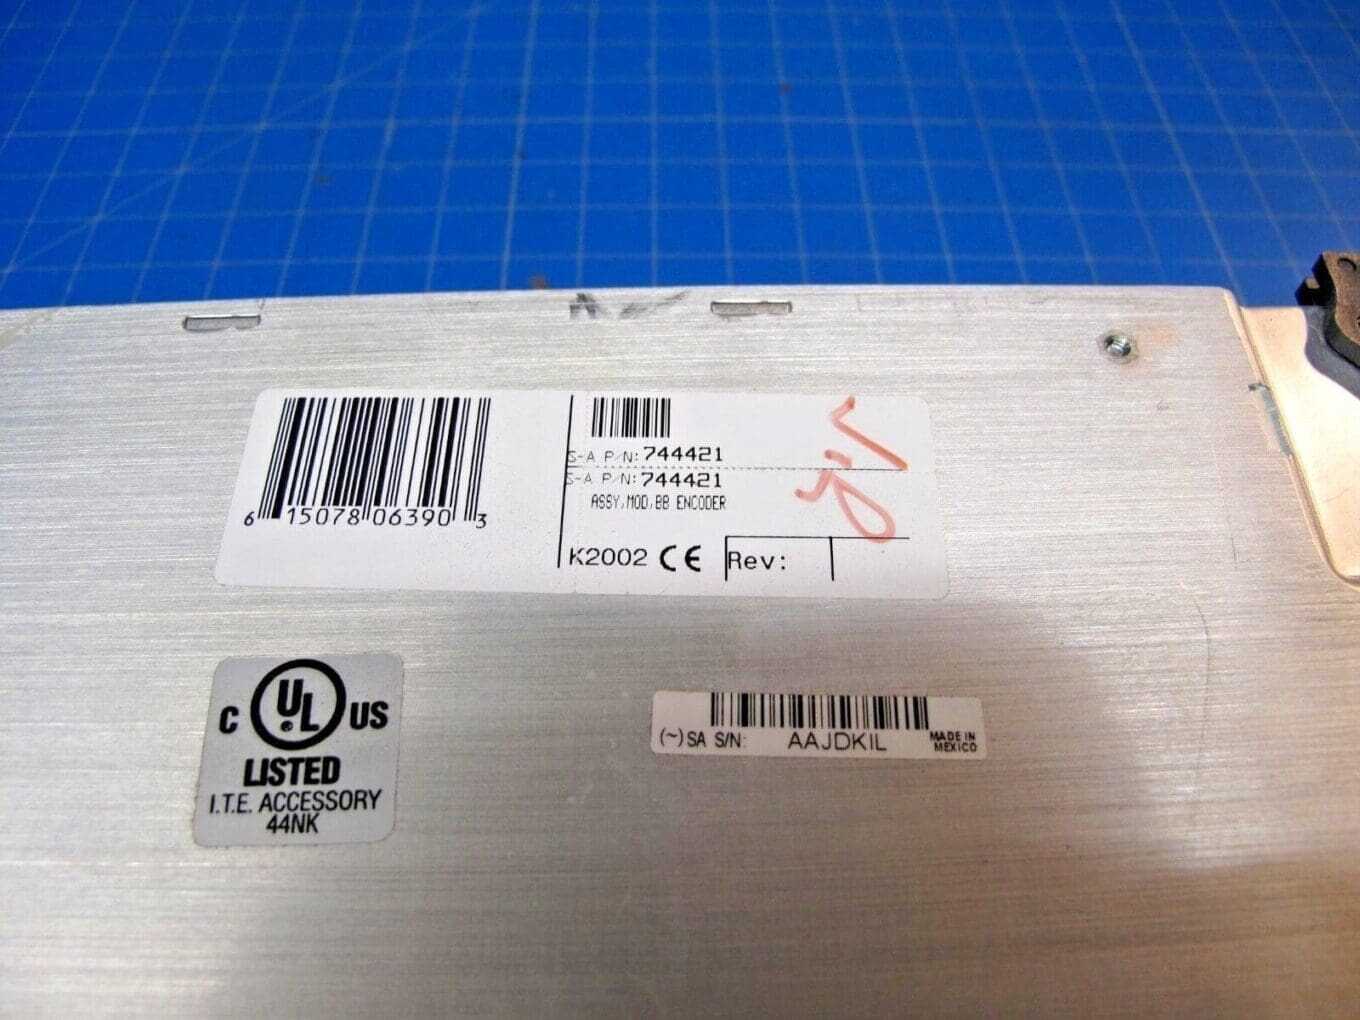 6 15078 06390 3
S-A P/N: 744421
S-A P/N: 744421
ASSY,MOD,BB ENCODER
K2002 CE Rev:
C UL US
LISTED
I.T.E. ACCESSORY
44NK
(~) SA S/N: AAJDKIL
MADE IN
MEXICO